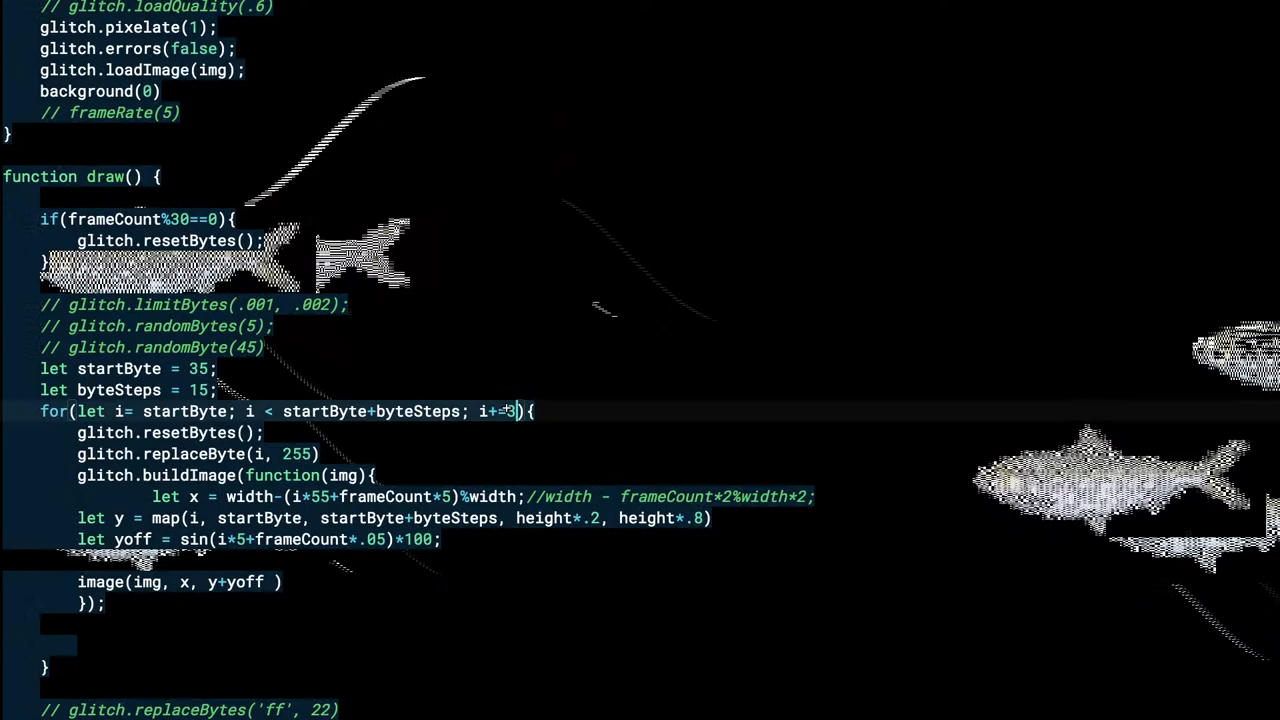 // glitch.loadQuality(.6)
glitch.pixelate(1);
glitch.errors(false);
glitch.loadImage(img);
background(0)
// frameRate(5)
}
function draw() {
if(frameCount%30==0){
glitch.resetBytes();
}
// glitch.limitBytes(.001, .002);
// glitch.randomBytes(5);
// glitch.randomByte(45)
let startByte = 35;
let byteSteps = 15;
for(let i= startByte; i < startByte+byteSteps; i+=3){
glitch.resetBytes();
glitch.replaceByte(i, 255)
glitch.buildImage(function(img){
let x = width-(i*55+frameCount*5)%width;//width - frameCount*2%width*2;
let y = map(i, startByte, startByte+byteSteps, height*.2, height*.8)
let yoff = sin(i*5+frameCount*.05)*100;
image(img, x, y+yoff )
});
}
// glitch.replaceBytes('ff', 22)